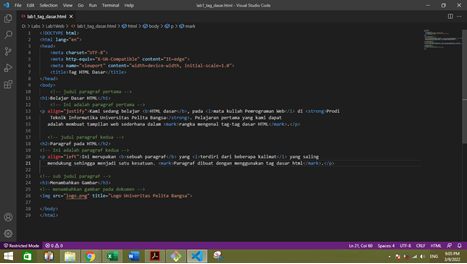 File Edit Selection View Go Run Terminal Help
lab1_tag_dasar.html - Visual Studio Code
lab1_tag_dasar.html
lab1_tag_dasar.html > html > body > p > mark
1 <!DOCTYPE html>
2 <html lang="en">
3 <head>
4 <meta charset="UTF-8">
5 <meta http-equiv="X-UA-Compatible" content="IE=edge">
6 <meta name="viewport" content="width=device-width, initial-scale=1.0">
7 <title>Tag HTML Dasar</title>
8 </head>
9 <body>
10 <!-- judul paragraf pertama -->
11 <h1>Belajar Dasar HTML</h1>
12 <!-- Ini adalah paragraf pertama -->
13 <p align="justify">Kami sedang belajar <b>HTML dasar</b>, pada <i>mata kuliah Pemrograman Web</i> di <strong>Prodi
14 Teknik Informatika Universitas Pelita Bangsa</strong>. Pelajaran pertama yang kami dapat
15 adalah membuat tampilan web sederhana dalam <mark>rangka mengenal tag-tag dasar HTML</mark>.</p>
16
17 <!-- judul paragraf kedua -->
18 <h2>Paragraf pada HTML</h2>
19 <!-- Ini adalah paragraf kedua -->
20 <p align="left">Ini merupakan <b>sebuah paragraf</b> yang <i>terdiri dari beberapa kalimat</i> yang saling
21 mendukung sehingga menjadi satu kesatuan. <mark>Paragraf dibuat dengan menggunakan tag dasar html</mark>.</p>
22
23 <!-- sub judul paragraf -->
24 <h3>Menambahkan Gambar</h3>
25 <!-- menambahkan gambar pada dokumen -->
26 <img src="logo.png" title="Logo Univeritas Pelita Bangsa">
27
28 </body>
29 </html>
Restricted Mode 0 0
Ln 21, Col 60 Spaces: 4 UTF-8 CRLF HTML
ENG
9:05 PM
3/9/2022